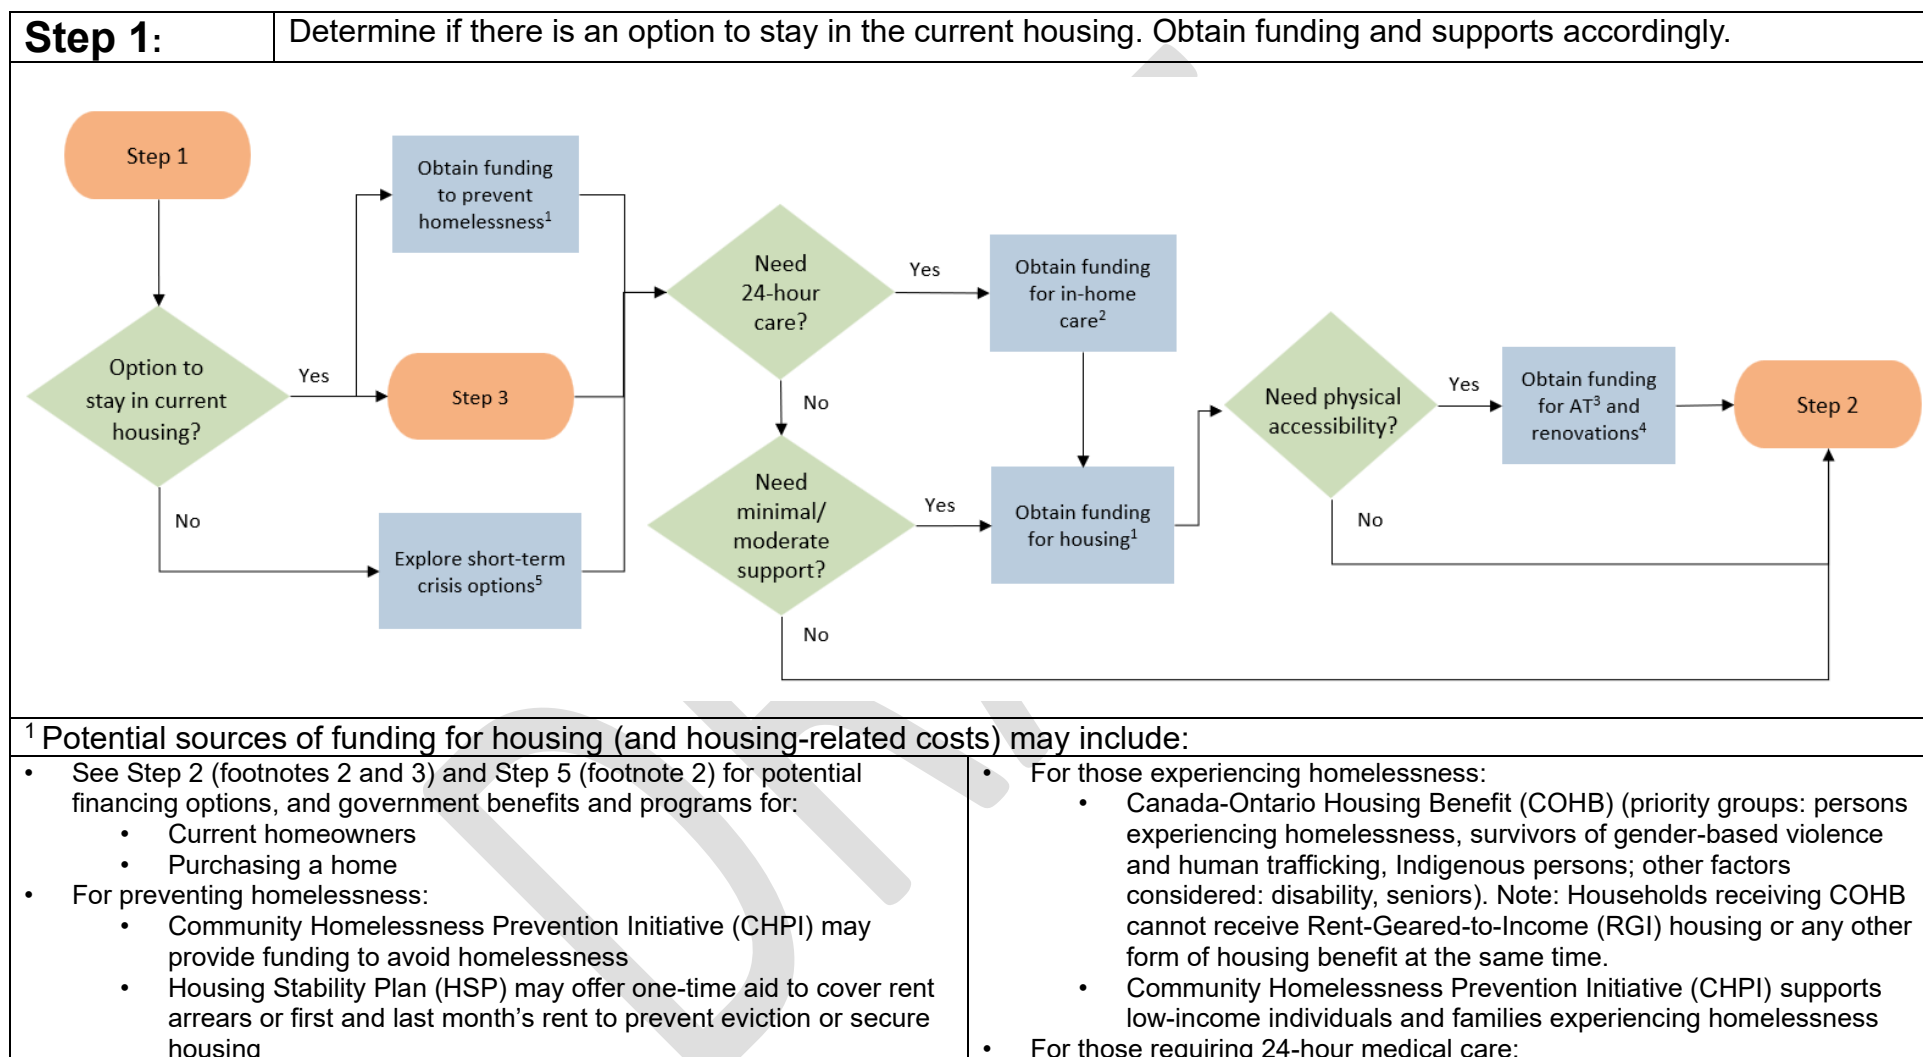 Step 1:
Determine if there is an option to stay in the current housing. Obtain funding and supports accordingly.
Step 1
Option to
stay in current
housing?
Yes
No
Obtain funding
to prevent
homelessness1
Step 3
Explore short-term
crisis options5
Need
24-hour
care?
Yes
No
Need
minimal/
moderate
support?
Yes
No
Obtain funding
for in-home
care2
Obtain funding
for housing1
Need physical
accessibility?
Yes
No
Obtain funding
for AT3 and
renovations4
Step 2
1 Potential sources of funding for housing (and housing-related costs) may include:
• See Step 2 (footnotes 2 and 3) and Step 5 (footnote 2) for potential
financing options, and government benefits and programs for:
• Current homeowners
• Purchasing a home
• For preventing homelessness:
• Community Homelessness Prevention Initiative (CHPI) may
provide funding to avoid homelessness
• Housing Stability Plan (HSP) may offer one-time aid to cover rent
arrears or first and last month’s rent to prevent eviction or secure
housing
• For those experiencing homelessness:
• Canada-Ontario Housing Benefit (COHB) (priority groups: persons
experiencing homelessness, survivors of gender-based violence
and human trafficking, Indigenous persons; other factors
considered: disability, seniors). Note: Households receiving COHB
cannot receive Rent-Geared-to-Income (RGI) housing or any other
form of housing benefit at the same time.
• Community Homelessness Prevention Initiative (CHPI) supports
low-income individuals and families experiencing homelessness
• For those requiring 24-hour medical care: